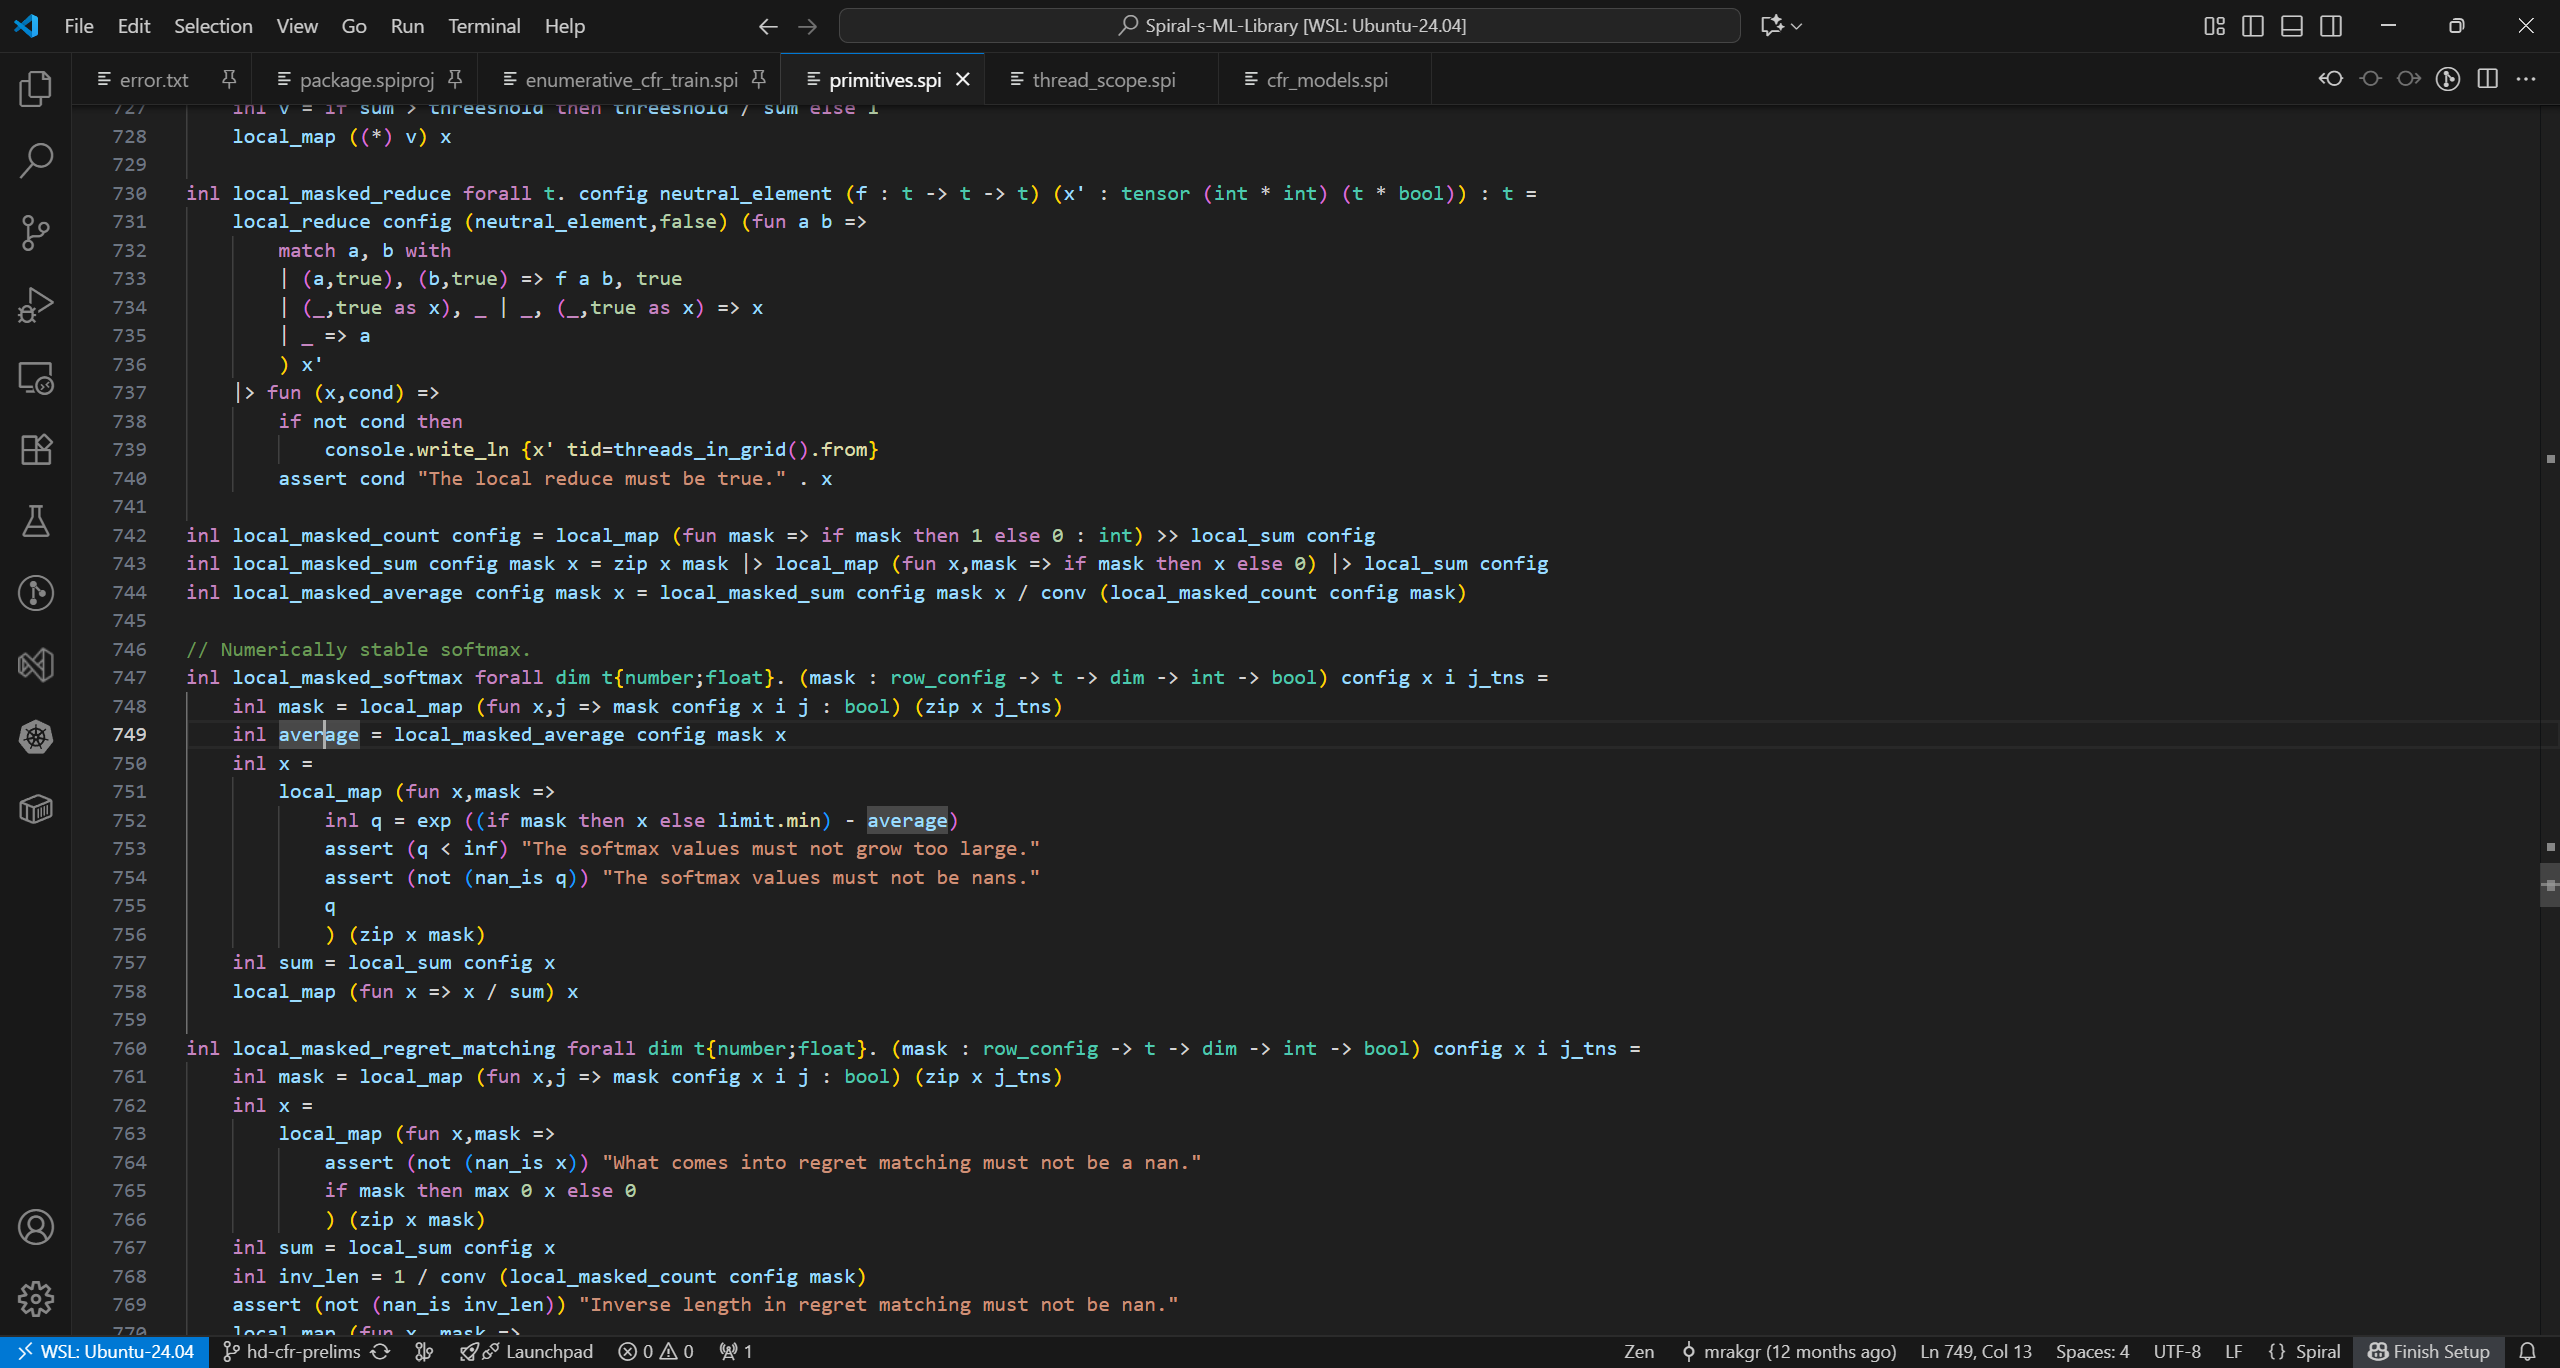 File Edit Selection View Go Run Terminal Help
Spiral-s-ML-Library [WSL: Ubuntu-24.04]
error.txt package.spiproj enumerative_cfr_train.spi primitives.spi thread_scope.spi cfr_models.spi
727 inl v = if sum > threeshold then threeshold / sum else 1
728 local_map ((*) v) x
729
730 inl local_masked_reduce forall t. config neutral_element (f : t -> t -> t) (x' : tensor (int * int) (t * bool)) : t =
731 local_reduce config (neutral_element,false) (fun a b =>
732 match a, b with
733 | (a,true), (b,true) => f a b, true
734 | (_,true as x), _ | _, (_,true as x) => x
735 | _ => a
736 ) x'
737 |> fun (x,cond) =>
738 if not cond then
739 console.write_ln {x' tid=threads_in_grid().from}
740 assert cond "The local reduce must be true." . x
741
742 inl local_masked_count config = local_map (fun mask => if mask then 1 else 0 : int) >> local_sum config
743 inl local_masked_sum config mask x = zip x mask |> local_map (fun x,mask => if mask then x else 0) |> local_sum config
744 inl local_masked_average config mask x = local_masked_sum config mask x / conv (local_masked_count config mask)
745
746 // Numerically stable softmax.
747 inl local_masked_softmax forall dim t{number;float}. (mask : row_config -> t -> dim -> int -> bool) config x i j_tns =
748 inl mask = local_map (fun x,j => mask config x i j : bool) (zip x j_tns)
749 inl average = local_masked_average config mask x
750 inl x =
751 local_map (fun x,mask =>
752 inl q = exp ((if mask then x else limit.min) - average)
753 assert (q < inf) "The softmax values must not grow too large."
754 assert (not (nan_is q)) "The softmax values must not be nans."
755 q
756 ) (zip x mask)
757 inl sum = local_sum config x
758 local_map (fun x => x / sum) x
759
760 inl local_masked_regret_matching forall dim t{number;float}. (mask : row_config -> t -> dim -> int -> bool) config x i j_tns =
761 inl mask = local_map (fun x,j => mask config x i j : bool) (zip x j_tns)
762 inl x =
763 local_map (fun x,mask =>
764 assert (not (nan_is x)) "What comes into regret matching must not be a nan."
765 if mask then max 0 x else 0
766 ) (zip x mask)
767 inl sum = local_sum config x
768 inl inv_len = 1 / conv (local_masked_count config mask)
769 assert (not (nan_is inv_len)) "Inverse length in regret matching must not be nan."
770 local_map (fun x, mask =>
WSL: Ubuntu-24.04 hd-cfr-prelims Launchpad 0 0 1 Zen mrakgr (12 months ago) Ln 749, Col 13 Spaces: 4 UTF-8 LF {} Spiral Finish Setup